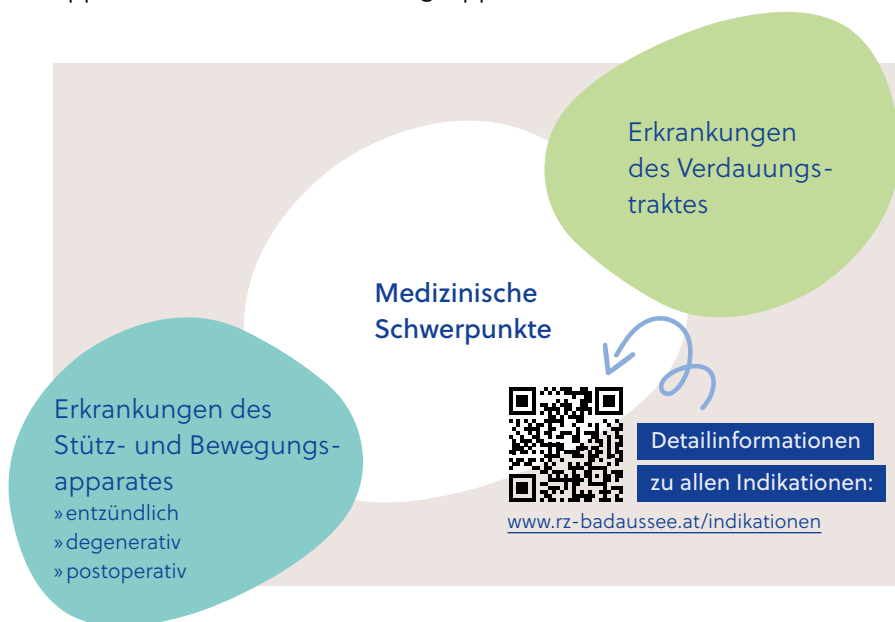 Erkrankungen
des Verdauungs-
traktes
Medizinische
Schwerpunkte
Erkrankungen des
Stütz- und Bewegungs-
apparates
»entzündlich
»degenerativ
»postoperativ
Detailinformationen
zu allen Indikationen:
www.rz-badaussee.at/indikationen